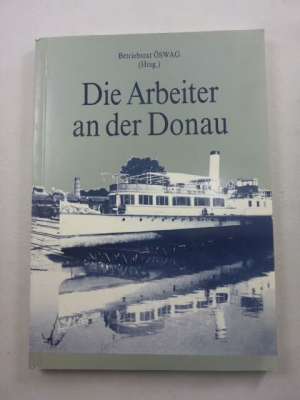 Betriebsrat ÖSWAG
(Hrsg.)
Die Arbeiter
an der Donau